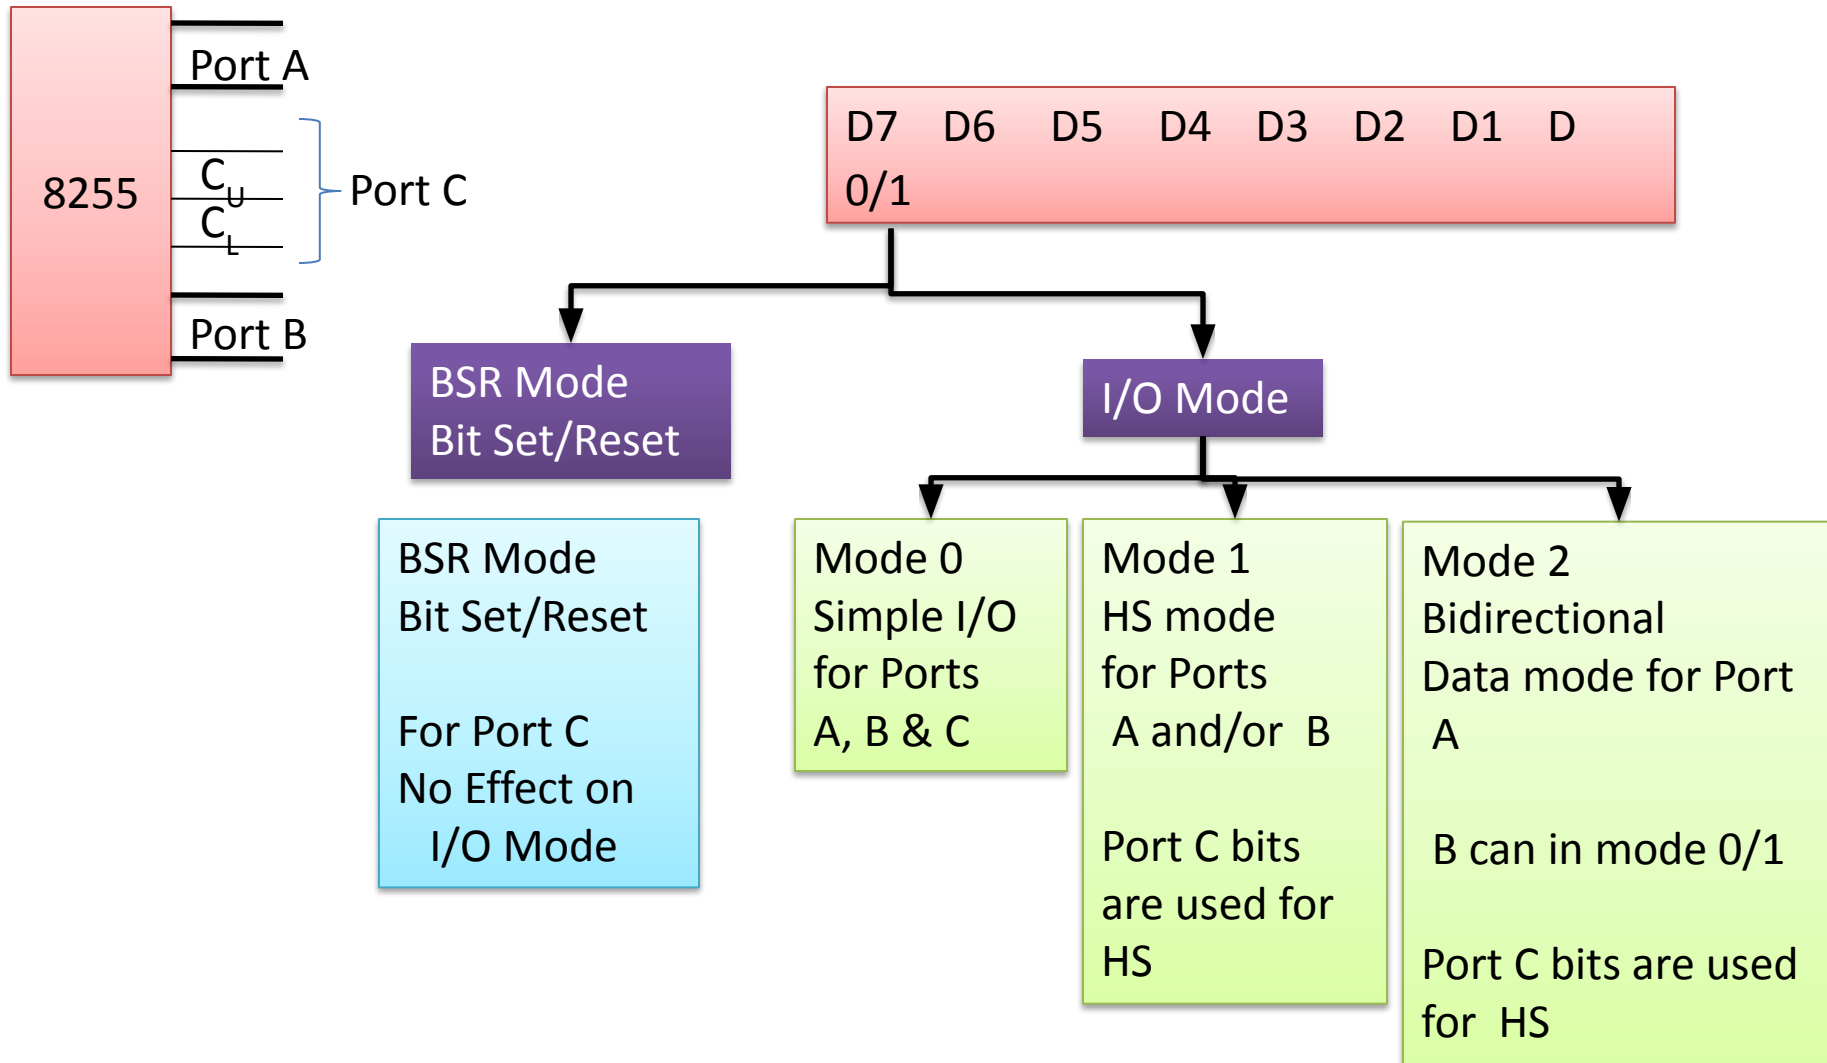 8255
Port A
C_U
C_L
Port C
Port B
D7 D6 D5 D4 D3 D2 D1 D
0/1
BSR Mode
Bit Set/Reset
I/O Mode
BSR Mode
Bit Set/Reset
For Port C
No Effect on
I/O Mode
Mode 0
Simple I/O
for Ports
A, B & C
Mode 1
HS mode
for Ports
A and/or B
Port C bits
are used for
HS
Mode 2
Bidirectional
Data mode for Port
A
B can in mode 0/1
Port C bits are used
for HS